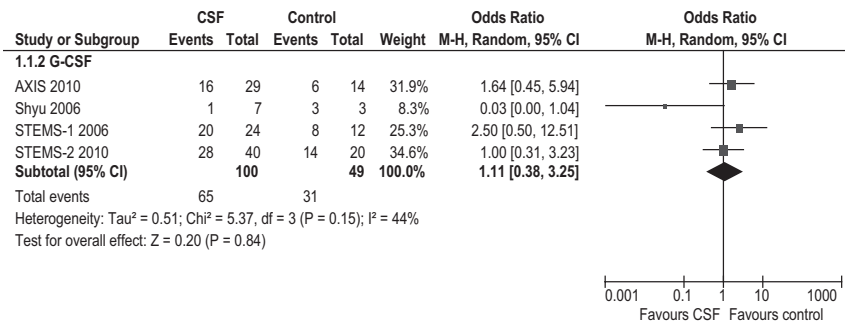 CSF Control Odds Ratio Odds Ratio
Study or Subgroup Events Total Events Total Weight M-H, Random, 95% CI M-H, Random, 95% CI
1.1.2 G-CSF
AXIS 2010 16 29 6 14 31.9% 1.64 [0.45, 5.94]
Shyu 2006 1 7 3 3 8.3% 0.03 [0.00, 1.04]
STEMS-1 2006 20 24 8 12 25.3% 2.50 [0.50, 12.51]
STEMS-2 2010 28 40 14 20 34.6% 1.00 [0.31, 3.23]
Subtotal (95% CI) 100 49 100.0% 1.11 [0.38, 3.25]
Total events 65 31
Heterogeneity: Tau² = 0.51; Chi² = 5.37, df = 3 (P = 0.15); I² = 44%
Test for overall effect: Z = 0.20 (P = 0.84)
0.001 0.1 1 10 1000
Favours CSF Favours control